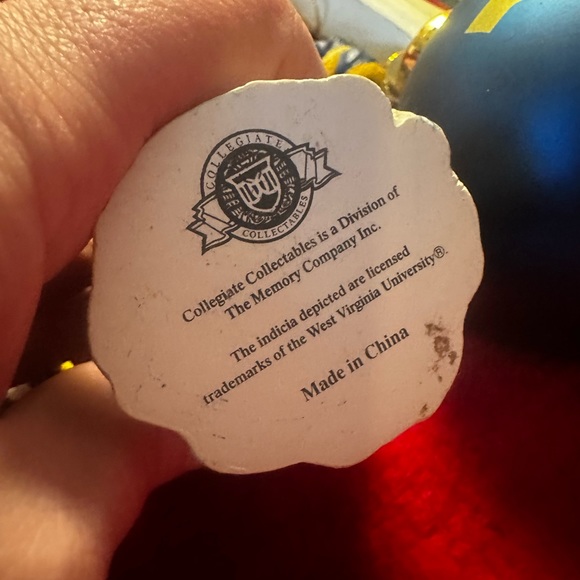 COLLEGIATE
COLLECTABLES
Collegiate Collectables is a Division of
The Memory Company Inc.
The indicia depicted are licensed
trademarks of the West Virginia University®.
Made in China